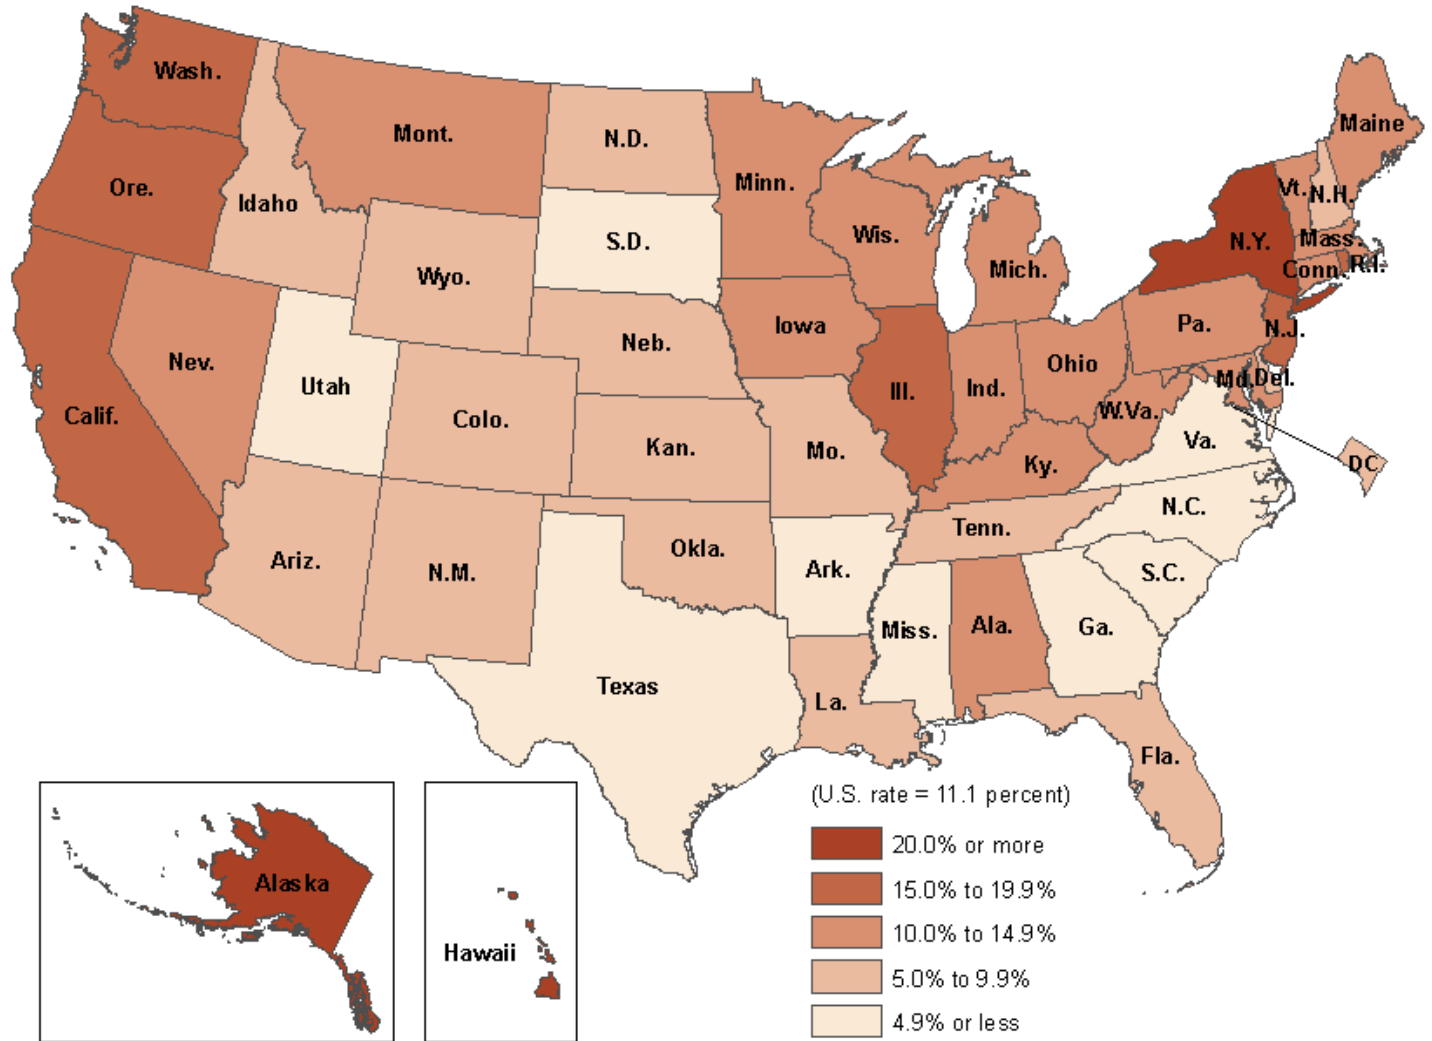 Wash.
Maine
Mont.
N.D.
Minn.
Ore.
Idaho
Vt.
N.H.
S.D.
Wis.
N.Y.
Mass.
Wyo.
Mich.
Conn.
R.I.
Iowa
Pa.
N.J.
Neb.
Nev.
Utah
Ohio
Ind.
Md.
Del.
Ill.
Calif.
Colo.
W.Va.
Kan.
Mo.
Va.
Ky.
DC
N.C.
Tenn.
Okla.
Ariz.
N.M.
Ark.
S.C.
Miss.
Ala.
Ga.
Texas
La.
Fla.
(U.S. rate = 11.1 percent)
20.0% or more
15.0% to 19.9%
10.0% to 14.9%
5.0% to 9.9%
4.9% or less
Alaska
Hawaii